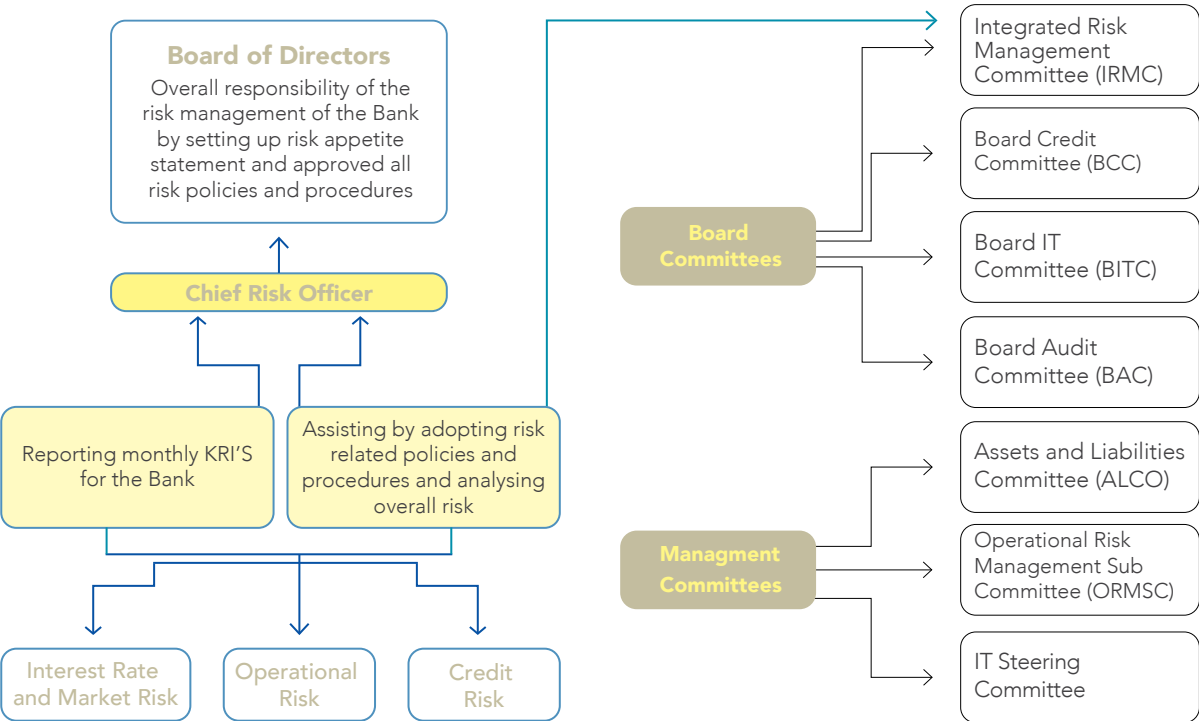 Board of Directors
Overall responsibility of the
risk management of the Bank
by setting up risk appetite
statement and approved all
risk policies and procedures
Chief Risk Officer
Reporting monthly KRI'S
for the Bank
Assisting by adopting risk
related policies and
procedures and analysing
overall risk
Interest Rate
and Market Risk
Operational
Risk
Credit
Risk
Board
Committees
Integrated Risk
Management
Committee (IRMC)
Board Credit
Committee (BCC)
Board IT
Committee (BITC)
Board Audit
Committee (BAC)
Managment
Committees
Assets and Liabilities
Committee (ALCO)
Operational Risk
Management Sub
Committee (ORMSC)
IT Steering
Committee